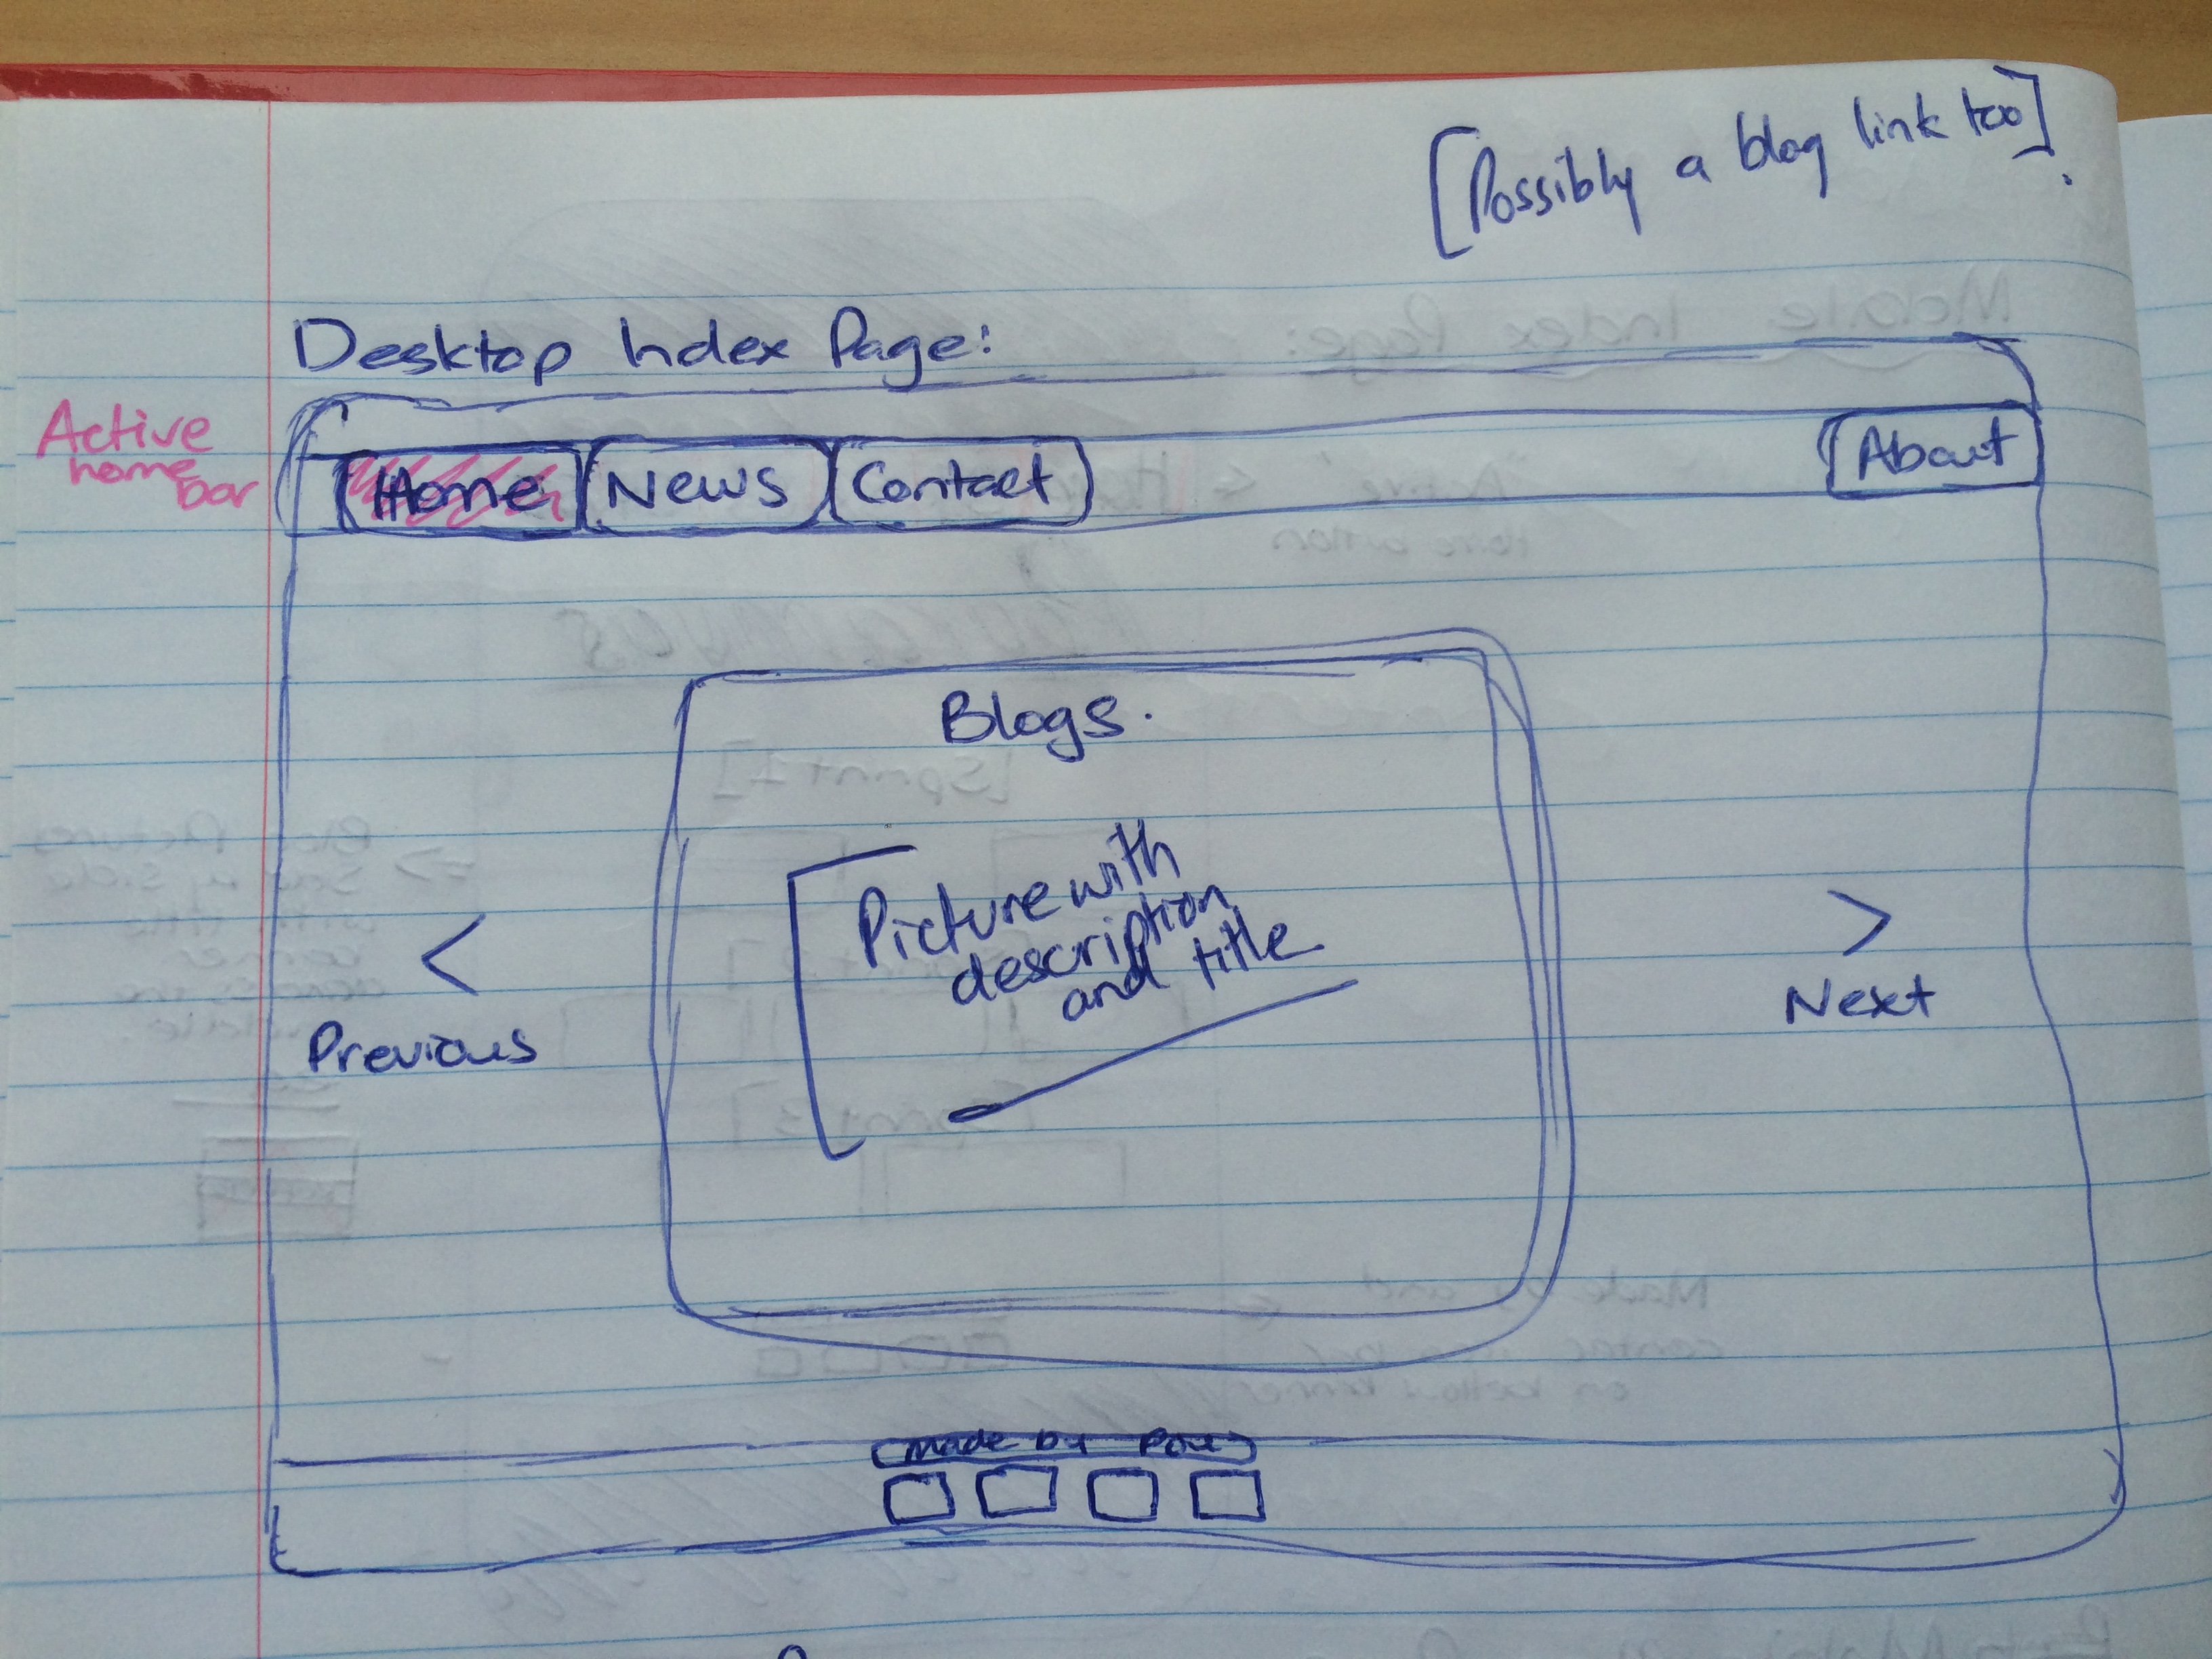 [Possibly a blog link too].
Desktop Index Page:
Active
home
bar
Home News Contact About
Blogs.
Picture with
description
and title
<
Previous
>
Next
made by